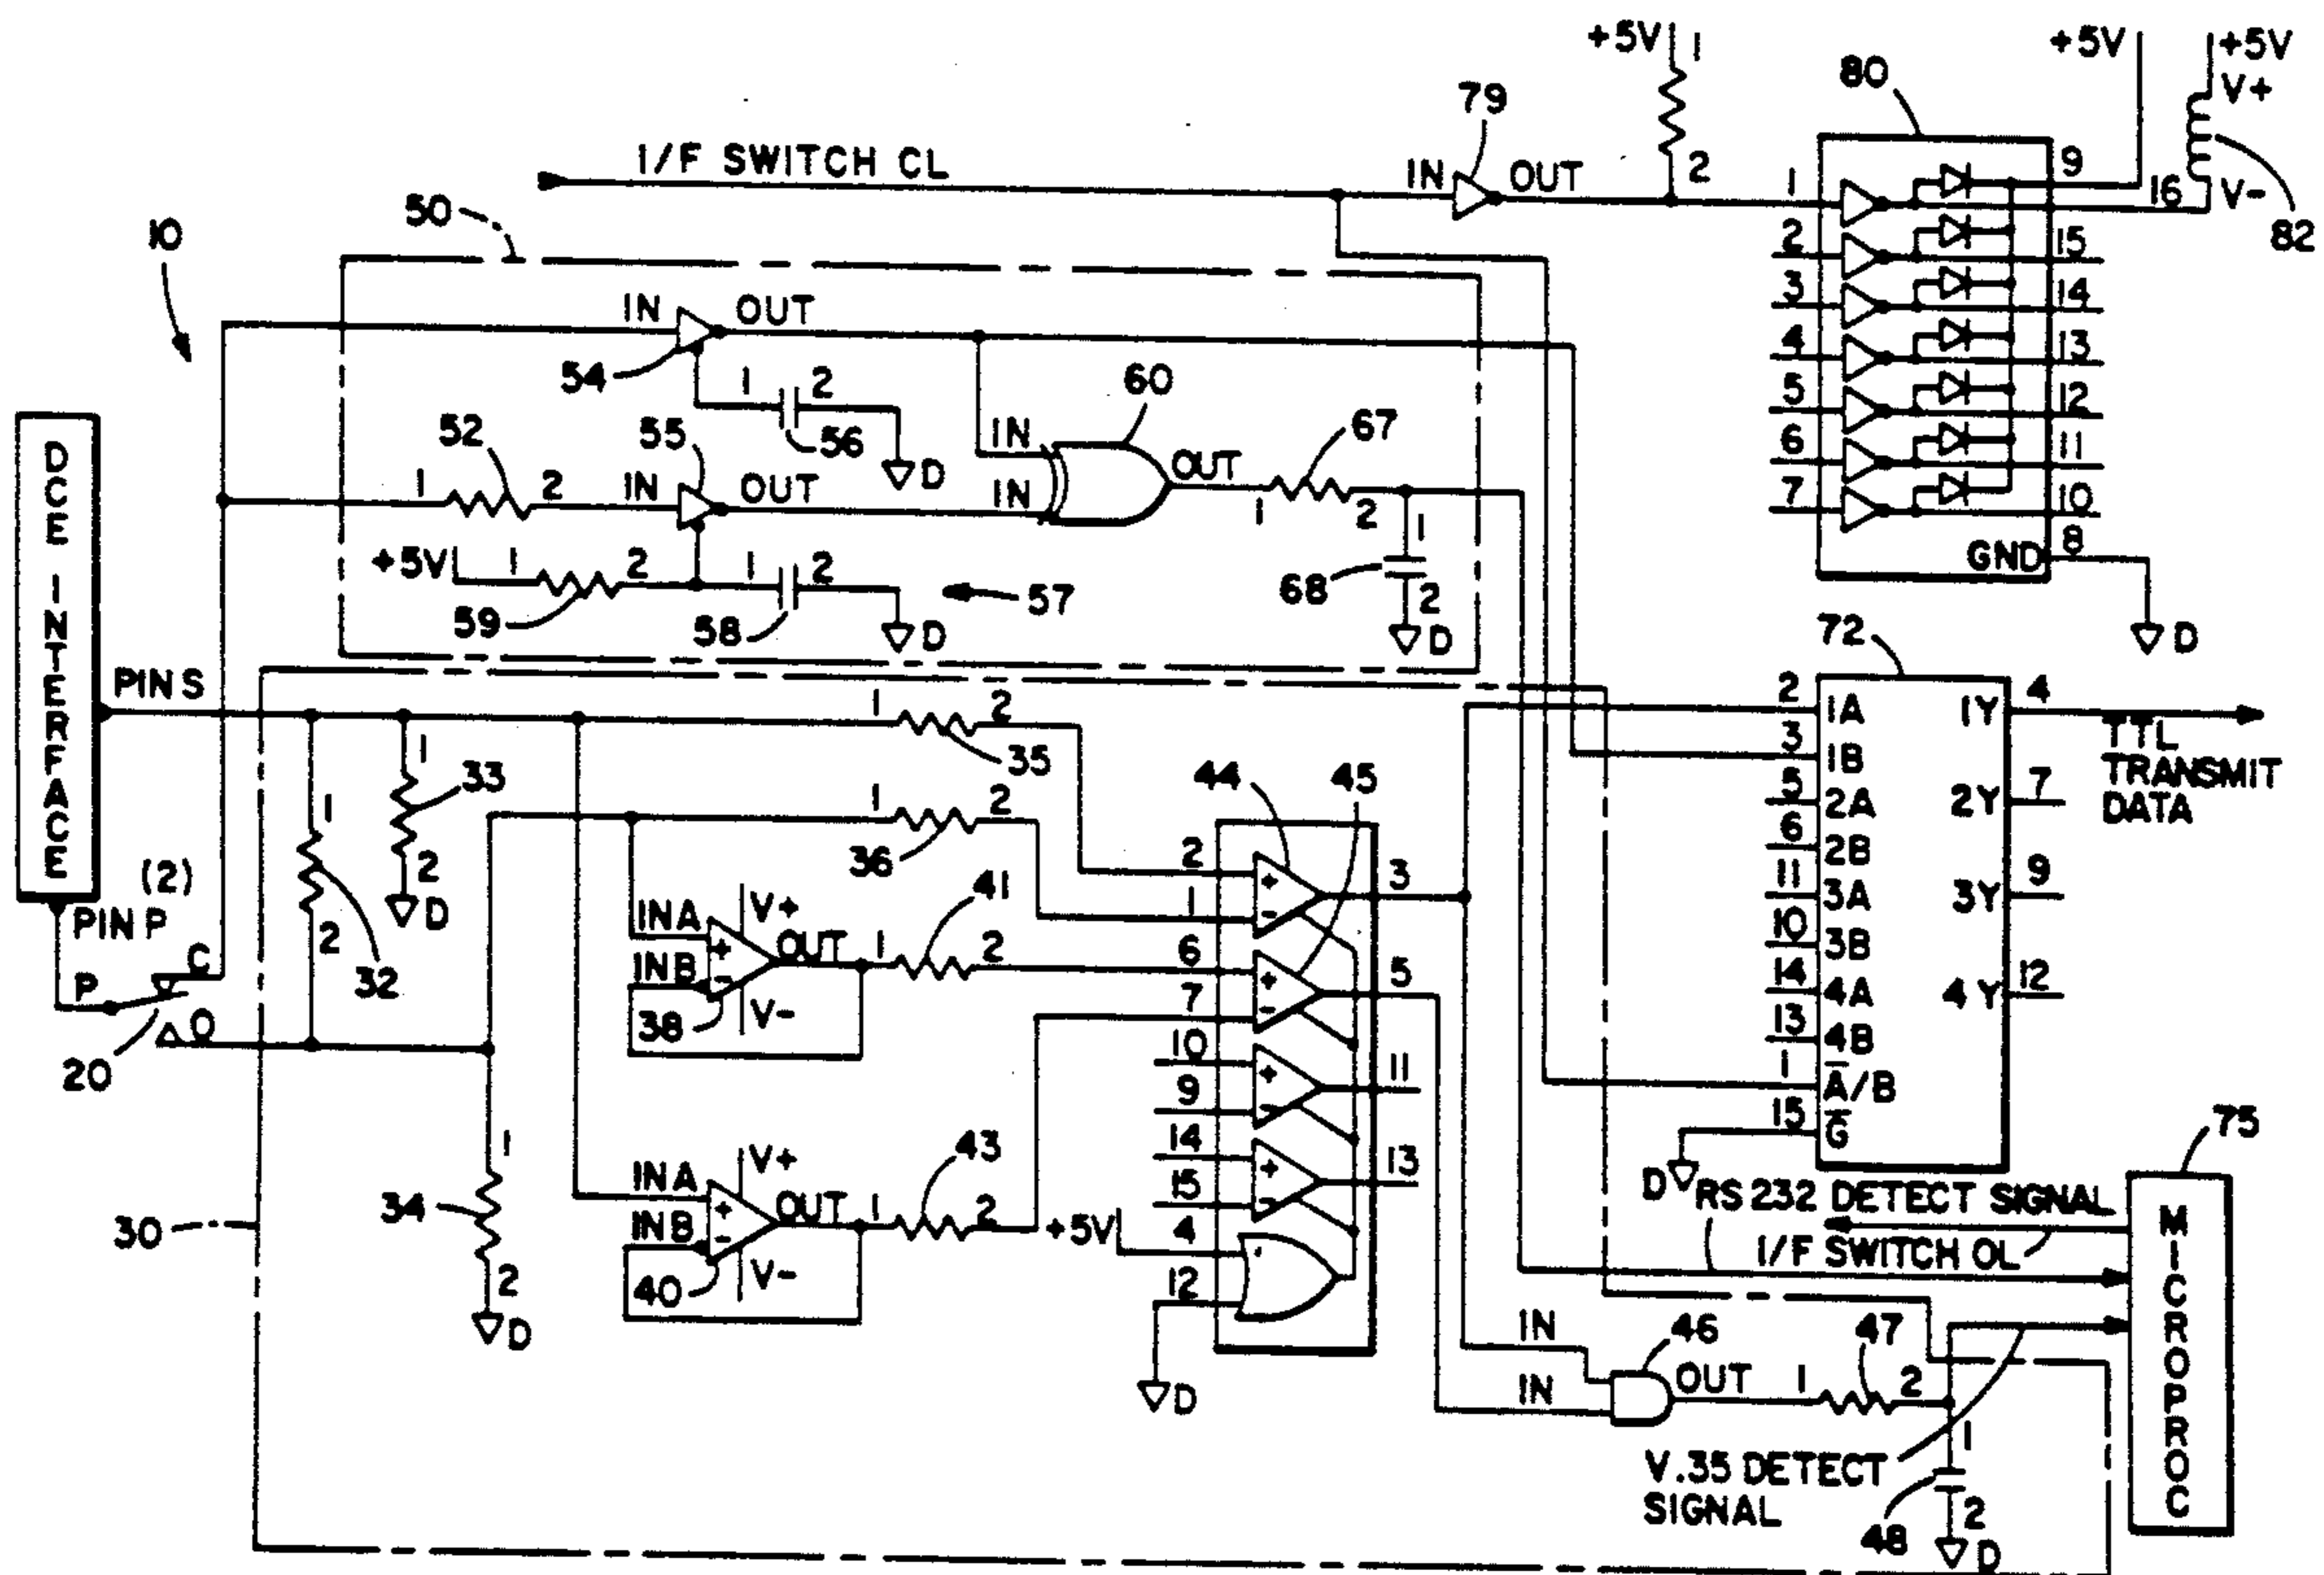 +5V 1
+5V
+5V
V+
80
79
I/F SWITCH CL
IN OUT
2
1
9
16 V-
82
50
10
2 15
3 14
4 13
5 12
6 11
7 10
GND 8
D
IN OUT
54
1 2
56
D
60
52
55
1 2 IN OUT
IN
IN
OUT
67
1 2
1
68
2
D
+5V 1 2
59
1 2
58
D
57
DCE INTERFACE
PIN S
1 2
35
1
33
2
D
1
32
2
(2)
PIN P
P
C
O
20
1 2
36
INA
INB
V+
OUT
V-
38
1 2
41
44
45
2
1
3
6
7
5
10
9
11
14
15
13
+5V 4
12
D
+
-
+
-
+
-
+
-
INA
INB
V+
OUT
V-
40
+
-
+
-
1 2
43
1
34
2
D
30
72
2 1A 1Y 4
3 1B
5 2A 2Y 7
6 2B
11 3A 3Y 9
10 3B
14 4A 4Y 12
13 4B
1 A̅/B
15 G̅
D
TTL
TRANSMIT
DATA
75
MICROPROC
RS 232 DETECT SIGNAL
I/F SWITCH OL
IN
IN
46
OUT
1 2
47
V.35 DETECT
SIGNAL
1
48
2
D